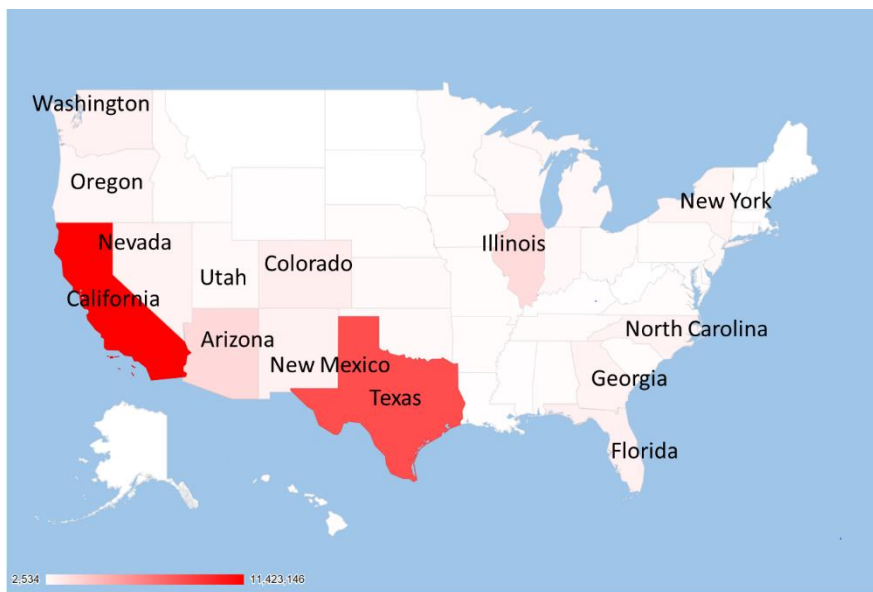 Washington
Oregon
New York
Nevada
Illinois
Utah
Colorado
California
Arizona
North Carolina
New Mexico
Georgia
Texas
Florida
2,534
11,423,146